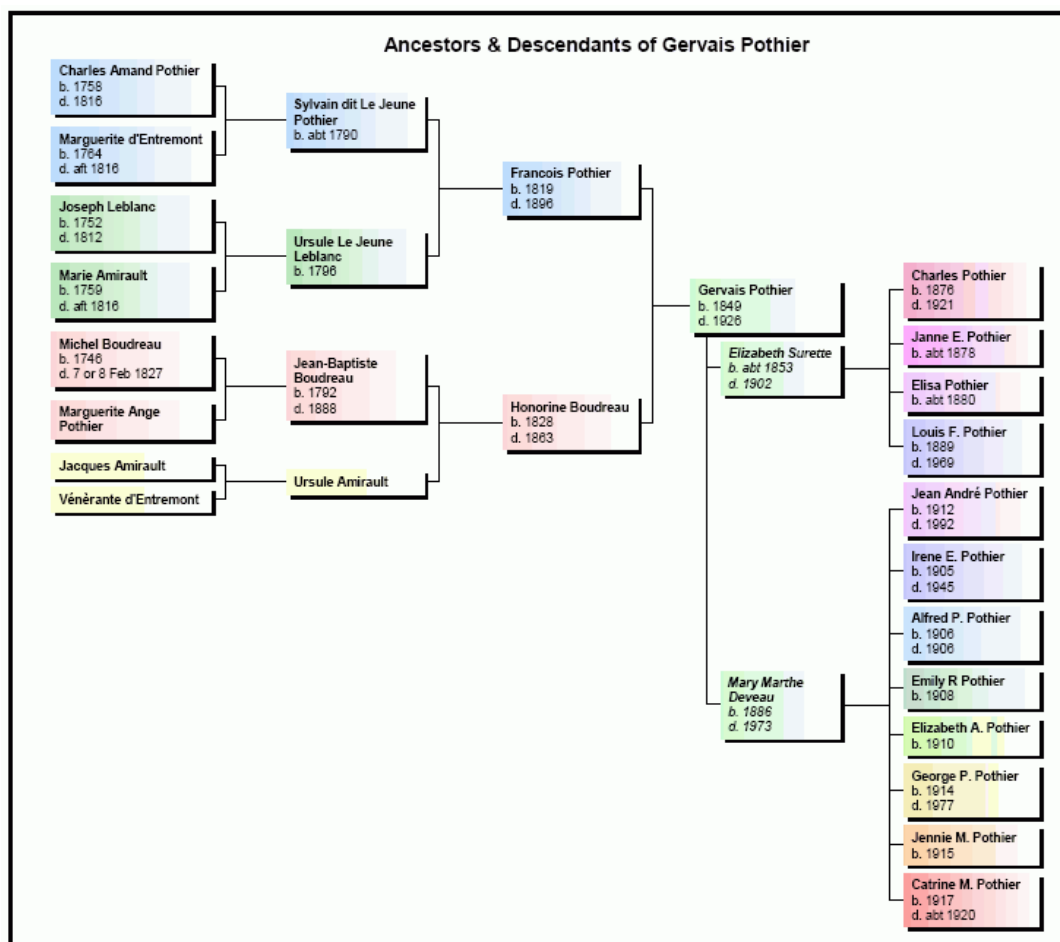 Ancestors & Descendants of Gervais Pothier
Charles Amand Pothier
b. 1758
d. 1816
Marguerite d'Entremont
b. 1764
d. aft 1816
Joseph Leblanc
b. 1752
d. 1812
Marie Amirault
b. 1759
d. aft 1816
Michel Boudreau
b. 1746
d. 7 or 8 Feb 1827
Marguerite Ange
Pothier
Jacques Amirault
Vénèrante d'Entremont
Sylvain dit Le Jeune
Pothier
b. abt 1790
Ursule Le Jeune
Leblanc
b. 1796
Jean-Baptiste
Boudreau
b. 1792
d. 1888
Ursule Amirault
Francois Pothier
b. 1819
d. 1896
Honorine Boudreau
b. 1828
d. 1863
Gervais Pothier
b. 1849
d. 1926
Elizabeth Surette
b. abt 1853
d. 1902
Mary Marthe
Deveau
b. 1886
d. 1973
Charles Pothier
b. 1876
d. 1921
Janne E. Pothier
b. abt 1878
Elisa Pothier
b. abt 1880
Louis F. Pothier
b. 1889
d. 1969
Jean André Pothier
b. 1912
d. 1992
Irene E. Pothier
b. 1905
d. 1945
Alfred P. Pothier
b. 1906
d. 1906
Emily R Pothier
b. 1908
Elizabeth A. Pothier
b. 1910
George P. Pothier
b. 1914
d. 1977
Jennie M. Pothier
b. 1915
Catrine M. Pothier
b. 1917
d. abt 1920